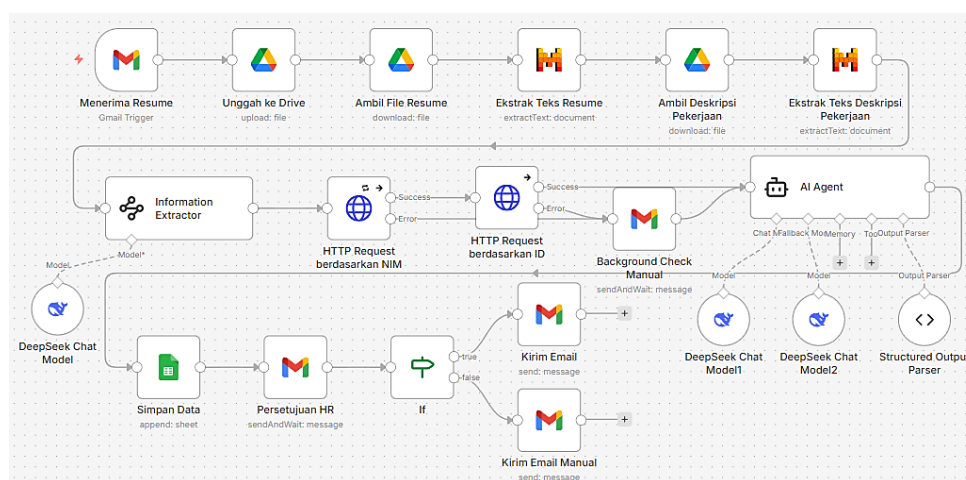 Menerima Resume
Gmail Trigger
Unggah ke Drive
upload: file
Ambil File Resume
download: file
Ekstrak Teks Resume
extractText: document
Ambil Deskripsi
Pekerjaan
download: file
Ekstrak Teks Deskripsi
Pekerjaan
extractText: document
Information
Extractor
Model*
Model
DeepSeek Chat
Model
Success
Error
HTTP Request
berdasarkan NIM
Success
Error
HTTP Request
berdasarkan ID
Background Check
Manual
sendAndWait: message
AI Agent
Chat M
Fallback Mo
Memory
Too
Output Parser
+
+
Model
DeepSeek Chat
Model1
Model
DeepSeek Chat
Model2
Output Parser
Structured Outpu
Parser
Simpan Data
append: sheet
Persetujuan HR
sendAndWait: message
If
true
false
Kirim Email
send: message
+
Kirim Email Manual
send: message
+